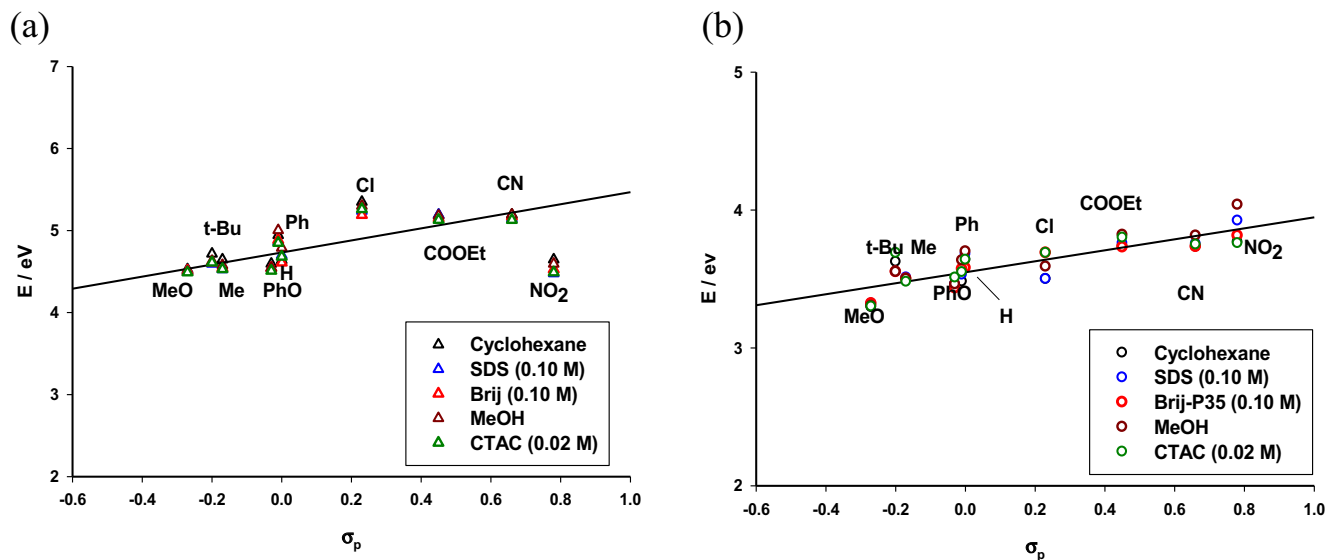 (a)
7
6
5
4
3
2
E / eV
-0.6 -0.4 -0.2 0.0 0.2 0.4 0.6 0.8 1.0
σp
t-Bu
Ph
Cl
CN
MeO
Me
H
PhO
COOEt
NO2
Cyclohexane
SDS (0.10 M)
Brij (0.10 M)
MeOH
CTAC (0.02 M)
(b)
5
4
3
2
E / ev
-0.6 -0.4 -0.2 0.0 0.2 0.4 0.6 0.8 1.0
σp
Ph
t-Bu Me
Cl
COOEt
MeO
PhO
H
CN
NO2
Cyclohexane
SDS (0.10 M)
Brij-P35 (0.10 M)
MeOH
CTAC (0.02 M)